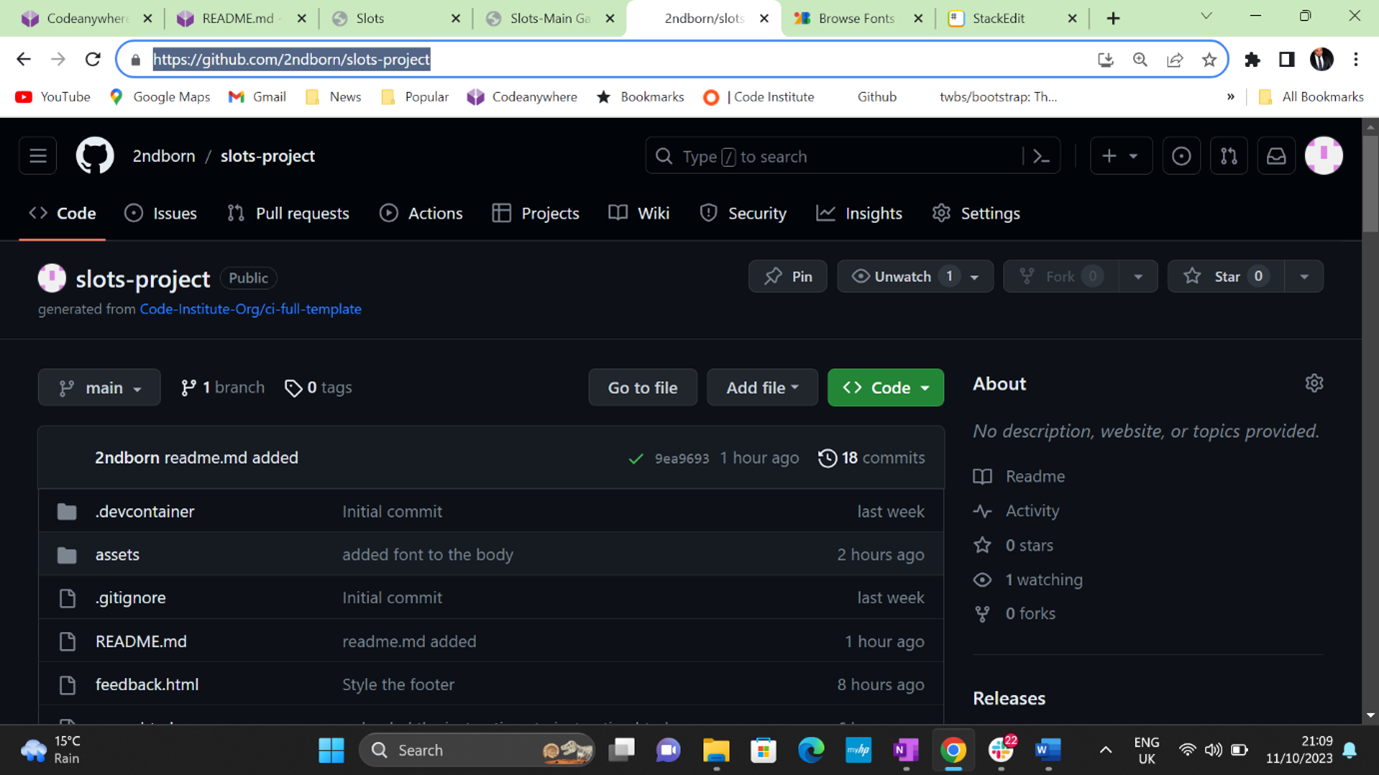 Codeanywhere README.md - Slots Slots-Main Ga 2ndborn/slots Browse Fonts StackEdit
https://github.com/2ndborn/slots-project
YouTube Google Maps Gmail News Popular Codeanywhere Bookmarks | Code Institute Github twbs/bootstrap: Th... » All Bookmarks
2ndborn / slots-project Type / to search
Code Issues Pull requests Actions Projects Wiki Security Insights Settings
slots-project Public Pin Unwatch 1 Fork 0 Star 0
generated from Code-Institute-Org/ci-full-template
main 1 branch 0 tags Go to file Add file Code
About
No description, website, or topics provided.
2ndborn readme.md added 9ea9693 1 hour ago 18 commits
Readme
.devcontainer Initial commit last week
Activity
assets added font to the body 2 hours ago
0 stars
1 watching
.gitignore Initial commit last week
0 forks
README.md readme.md added 1 hour ago
feedback.html Style the footer 8 hours ago
Releases
15°C
Rain
Search
myhp
22
ENG
UK
21:09
11/10/2023